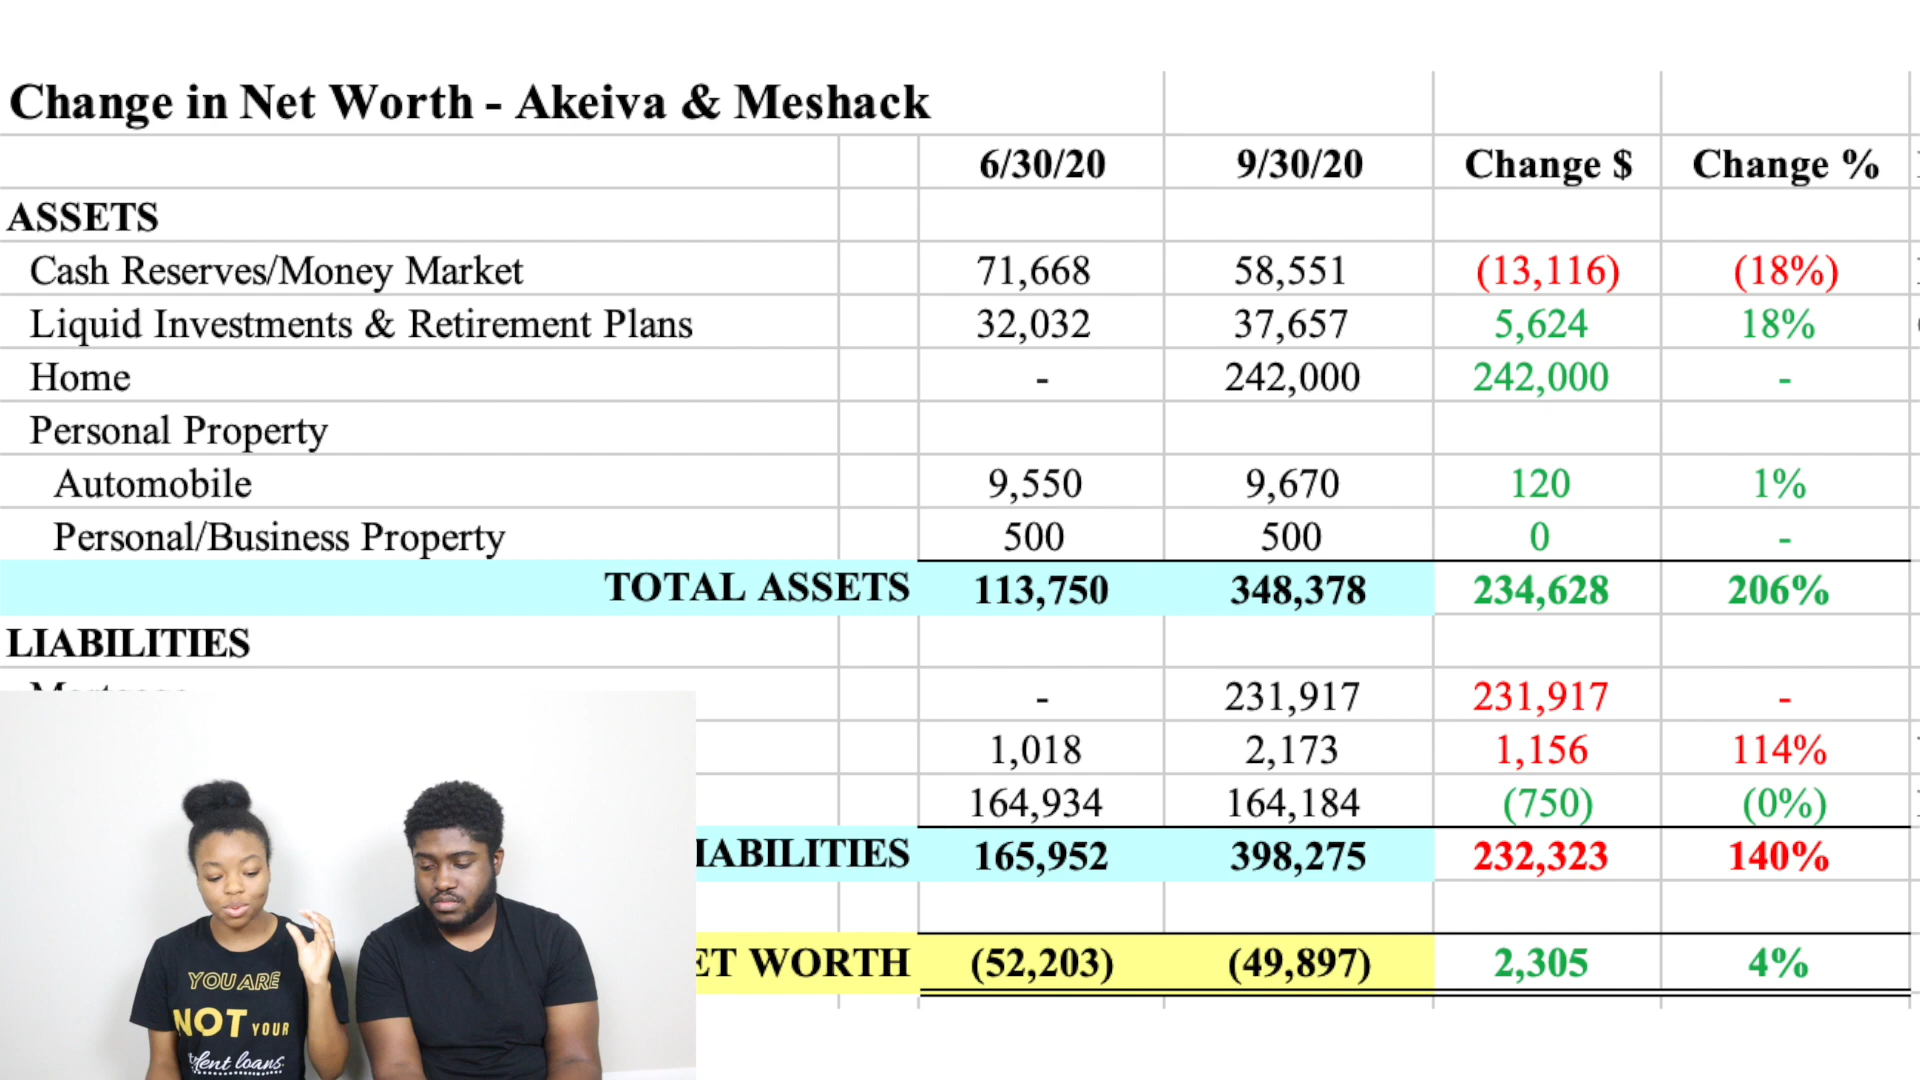 Change in Net Worth - Akeiva & Meshack
6/30/20 9/30/20 Change $ Change %
ASSETS
Cash Reserves/Money Market 71,668 58,551 (13,116) (18%)
Liquid Investments & Retirement Plans 32,032 37,657 5,624 18%
Home - 242,000 242,000 -
Personal Property
Automobile 9,550 9,670 120 1%
Personal/Business Property 500 500 0 -
TOTAL ASSETS 113,750 348,378 234,628 206%
LIABILITIES
- 231,917 231,917 -
1,018 2,173 1,156 114%
164,934 164,184 (750) (0%)
IABILITIES 165,952 398,275 232,323 140%
ET WORTH (52,203) (49,897) 2,305 4%
YOU ARE
NOT YOUR
dent loans.